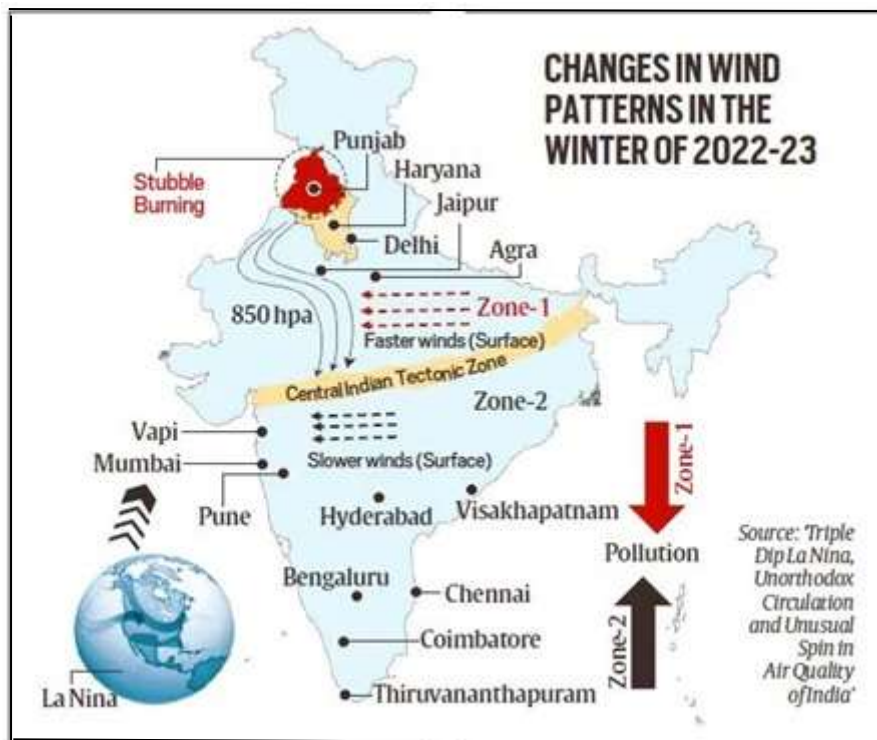 CHANGES IN WIND
PATTERNS IN THE
WINTER OF 2022-23
Punjab
Haryana
Stubble
Burning
Jaipur
Delhi
Agra
850 hpa
Zone-1
Faster winds (Surface)
Central Indian Tectonic Zone
Zone-2
Vapi
Slower winds (Surface)
Mumbai
Pune
Hyderabad
Visakhapatnam
Zone-1
Pollution
Zone-2
Bengaluru
Chennai
Coimbatore
La Nina
Thiruvananthapuram
Source: 'Triple
Dip La Nina,
Unorthodox
Circulation
and Unusual
Spin in
Air Quality
of India'